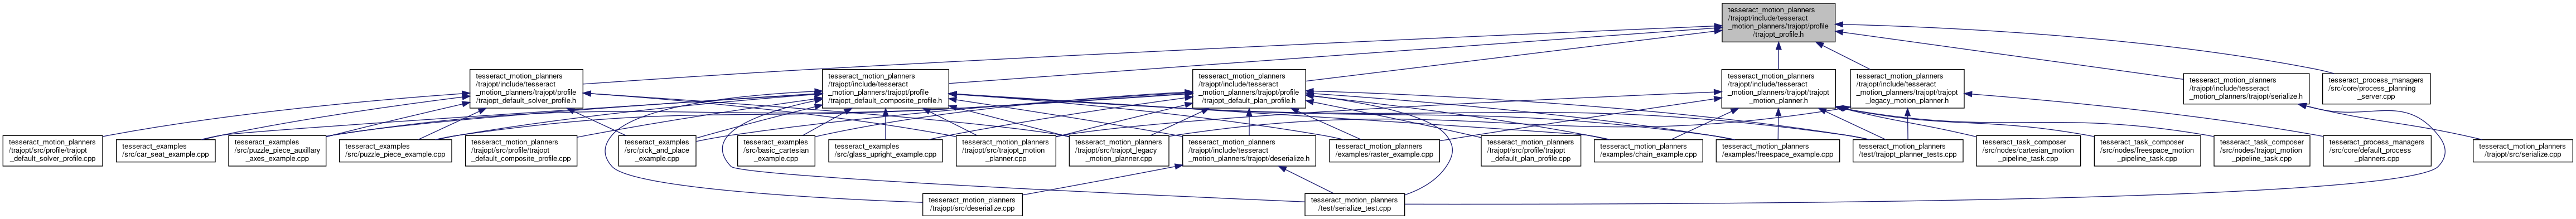 tesseract_motion_planners
/trajopt/include/tesseract
_motion_planners/trajopt/profile
/trajopt_profile.h
tesseract_motion_planners
/trajopt/include/tesseract
_motion_planners/trajopt/profile
/trajopt_default_solver_profile.h
tesseract_motion_planners
/trajopt/include/tesseract
_motion_planners/trajopt/profile
/trajopt_default_composite_profile.h
tesseract_motion_planners
/trajopt/include/tesseract
_motion_planners/trajopt/profile
/trajopt_default_plan_profile.h
tesseract_motion_planners
/trajopt/include/tesseract
_motion_planners/trajopt/trajopt
_motion_planner.h
tesseract_motion_planners
/trajopt/include/tesseract
_motion_planners/trajopt/trajopt
_legacy_motion_planner.h
tesseract_motion_planners
/trajopt/include/tesseract
_motion_planners/trajopt/serialize.h
tesseract_process_managers
/src/core/process_planning
_server.cpp
tesseract_motion_planners
/trajopt/src/profile/trajopt
_default_solver_profile.cpp
tesseract_examples
/src/car_seat_example.cpp
tesseract_examples
/src/puzzle_piece_auxillary
_axes_example.cpp
tesseract_examples
/src/puzzle_piece_example.cpp
tesseract_motion_planners
/trajopt/src/profile/trajopt
_default_composite_profile.cpp
tesseract_examples
/src/pick_and_place
_example.cpp
tesseract_examples
/src/basic_cartesian
_example.cpp
tesseract_examples
/src/glass_upright_example.cpp
tesseract_motion_planners
/trajopt/src/trajopt_motion
_planner.cpp
tesseract_motion_planners
/trajopt/src/trajopt_legacy
_motion_planner.cpp
tesseract_motion_planners
/trajopt/include/tesseract
_motion_planners/trajopt/deserialize.h
tesseract_motion_planners
/examples/raster_example.cpp
tesseract_motion_planners
/trajopt/src/profile/trajopt
_default_plan_profile.cpp
tesseract_motion_planners
/examples/chain_example.cpp
tesseract_motion_planners
/examples/freespace_example.cpp
tesseract_motion_planners
/test/trajopt_planner_tests.cpp
tesseract_task_composer
/src/nodes/cartesian_motion
_pipeline_task.cpp
tesseract_task_composer
/src/nodes/freespace_motion
_pipeline_task.cpp
tesseract_task_composer
/src/nodes/trajopt_motion
_pipeline_task.cpp
tesseract_process_managers
/src/core/default_process
_planners.cpp
tesseract_motion_planners
/trajopt/src/serialize.cpp
tesseract_motion_planners
/trajopt/src/deserialize.cpp
tesseract_motion_planners
/test/serialize_test.cpp